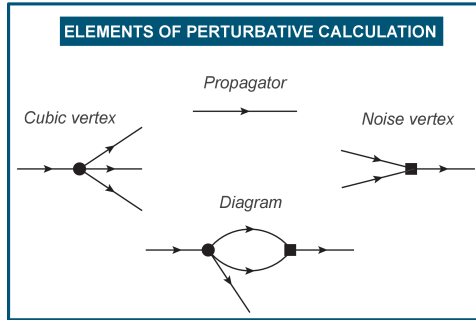 ELEMENTS OF PERTURBATIVE CALCULATION
Propagator
Cubic vertex
Noise vertex
Diagram